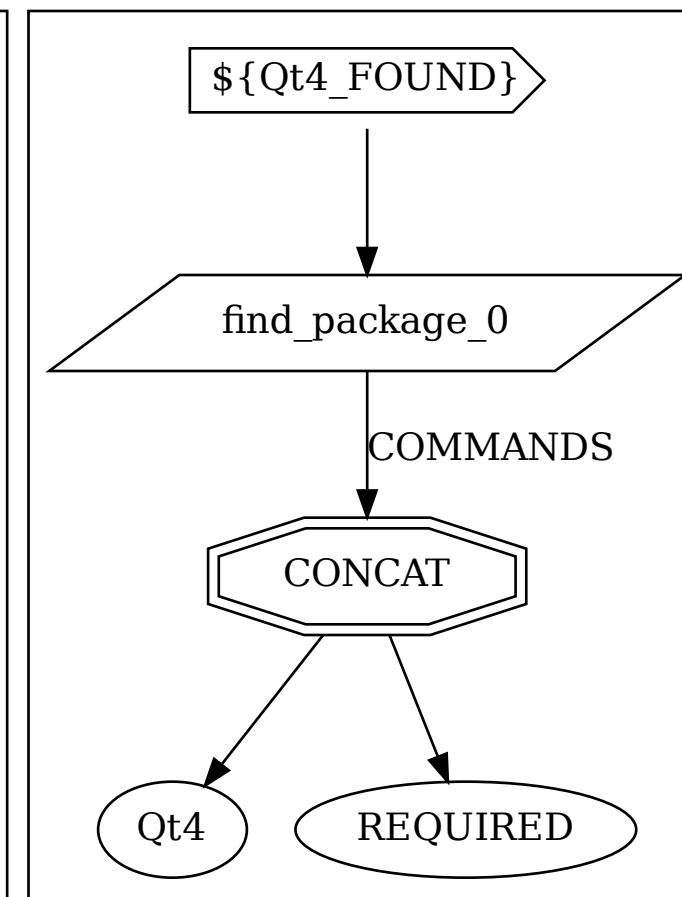 ${Qt4_FOUND}
find_package_0
COMMANDS
CONCAT
Qt4
REQUIRED